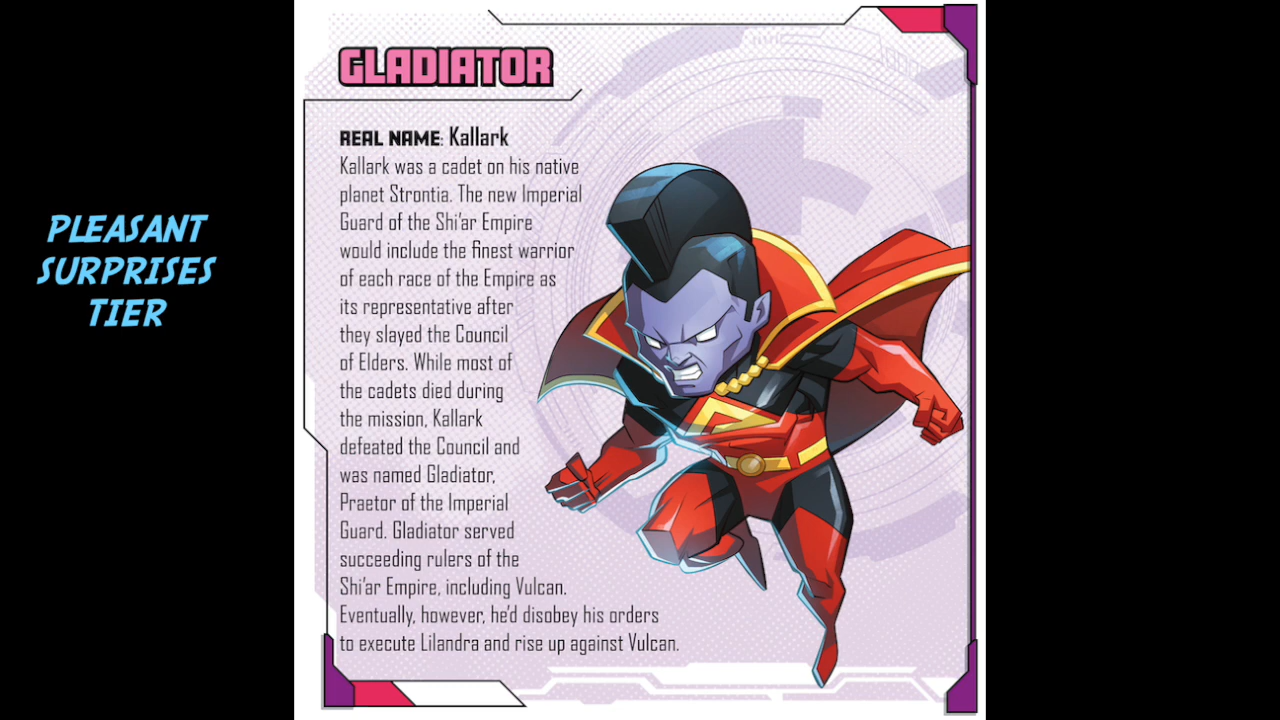 PLEASANT
SURPRISES
TIER
GLADIATOR
REAL NAME: Kallark
Kallark was a cadet on his native
planet Strontia. The new Imperial
Guard of the Shi'ar Empire
would include the finest warrior
of each race of the Empire as
its representative after
they slayed the Council
of Elders. While most of
the cadets died during
the mission, Kallark
defeated the Council and
was named Gladiator,
Praetor of the Imperial
Guard. Gladiator served
succeeding rulers of the
Shi'ar Empire, including Vulcan.
Eventually, however, he'd disobey his orders
to execute Lilandra and rise up against Vulcan.